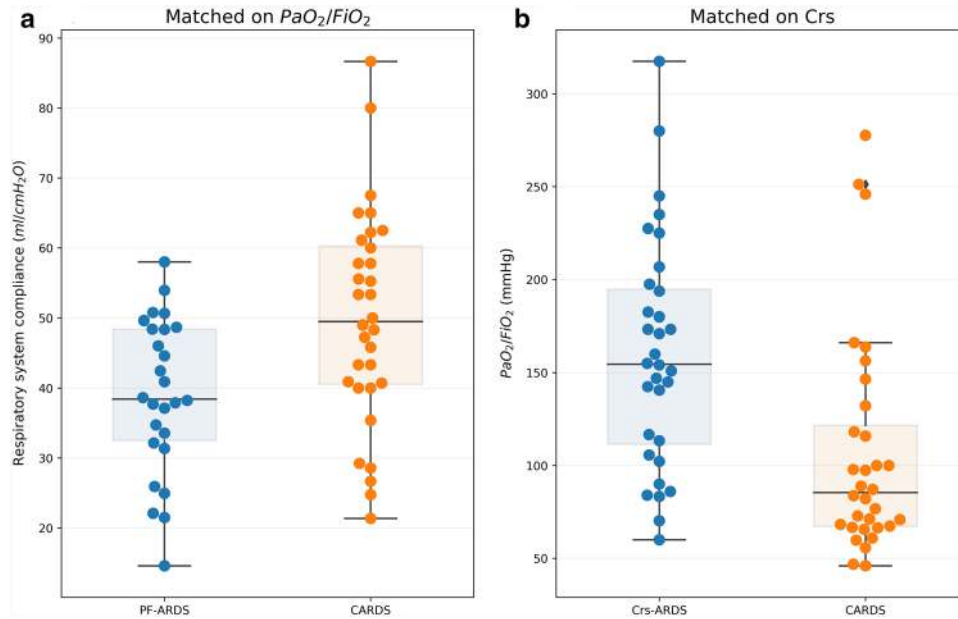 a
Matched on PaO₂/FiO₂
Respiratory system compliance (ml/cmH₂O)
90
80
70
60
50
40
30
20
PF-ARDS
CARDS
b
Matched on Crs
PaO₂/FiO₂ (mmHg)
300
250
200
150
100
50
Crs-ARDS
CARDS